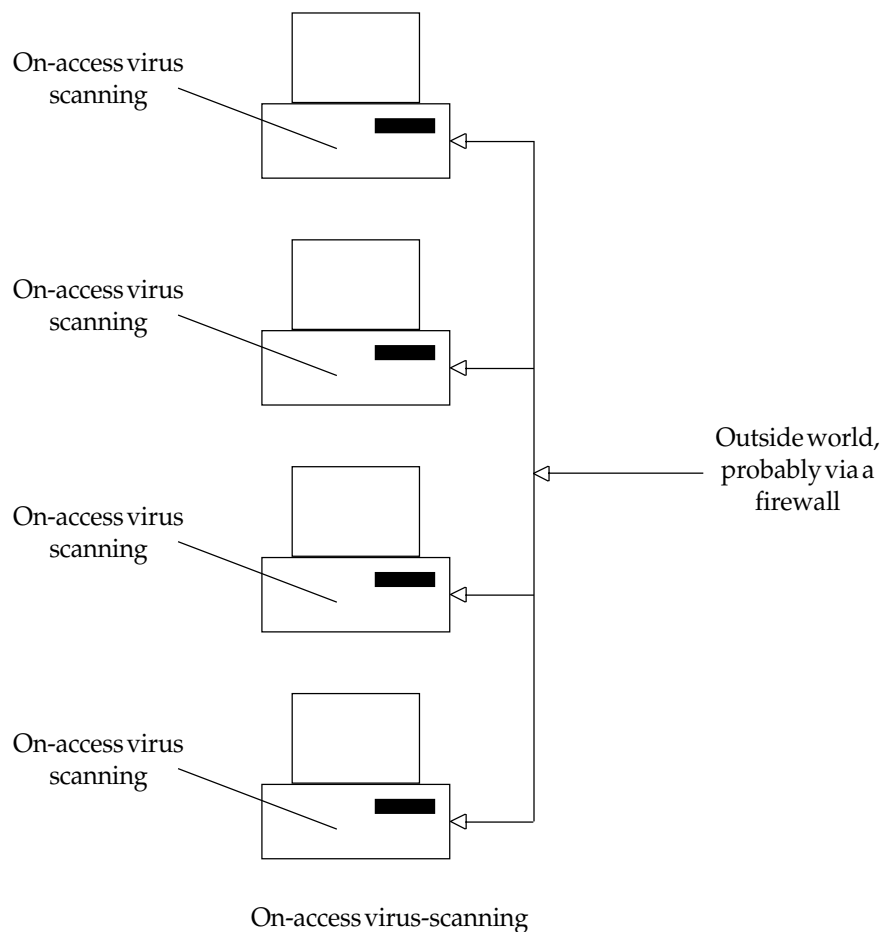 On-access virus
scanning
On-access virus
scanning
Outside world,
probably via a
firewall
On-access virus
scanning
On-access virus
scanning
On-access virus-scanning